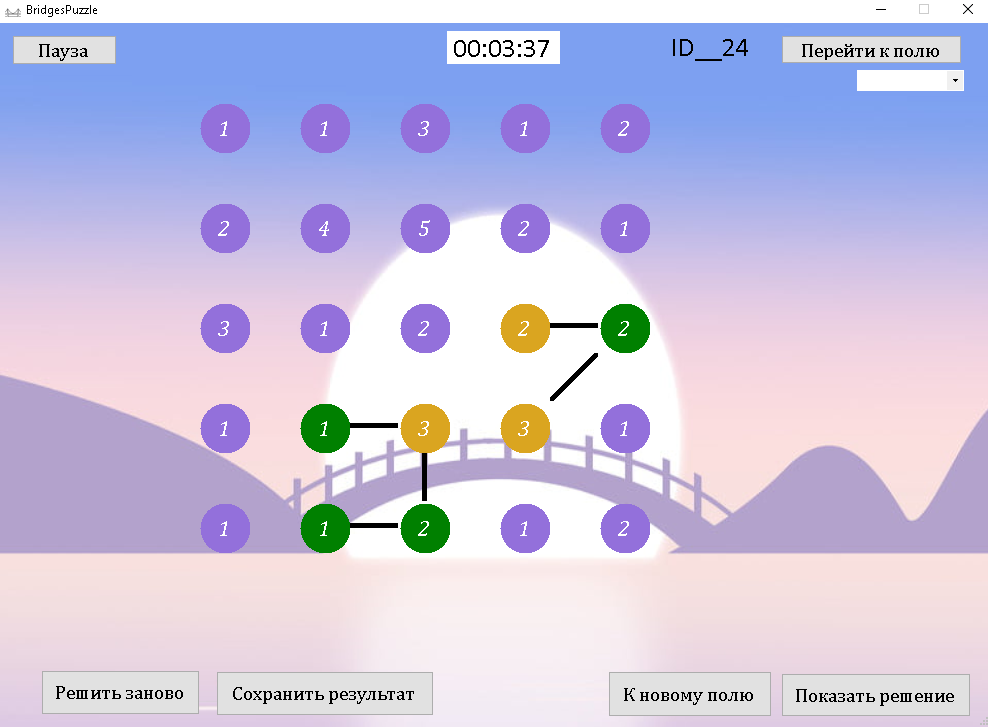 BridgesPuzzle
Пауза 00:03:37 ID__24 Перейти к полю
1 1 3 1 2
2 4 5 2 1
3 1 2 2 2
1 1 3 3 1
1 1 2 1 2
Решить заново Сохранить результат К новому полю Показать решение